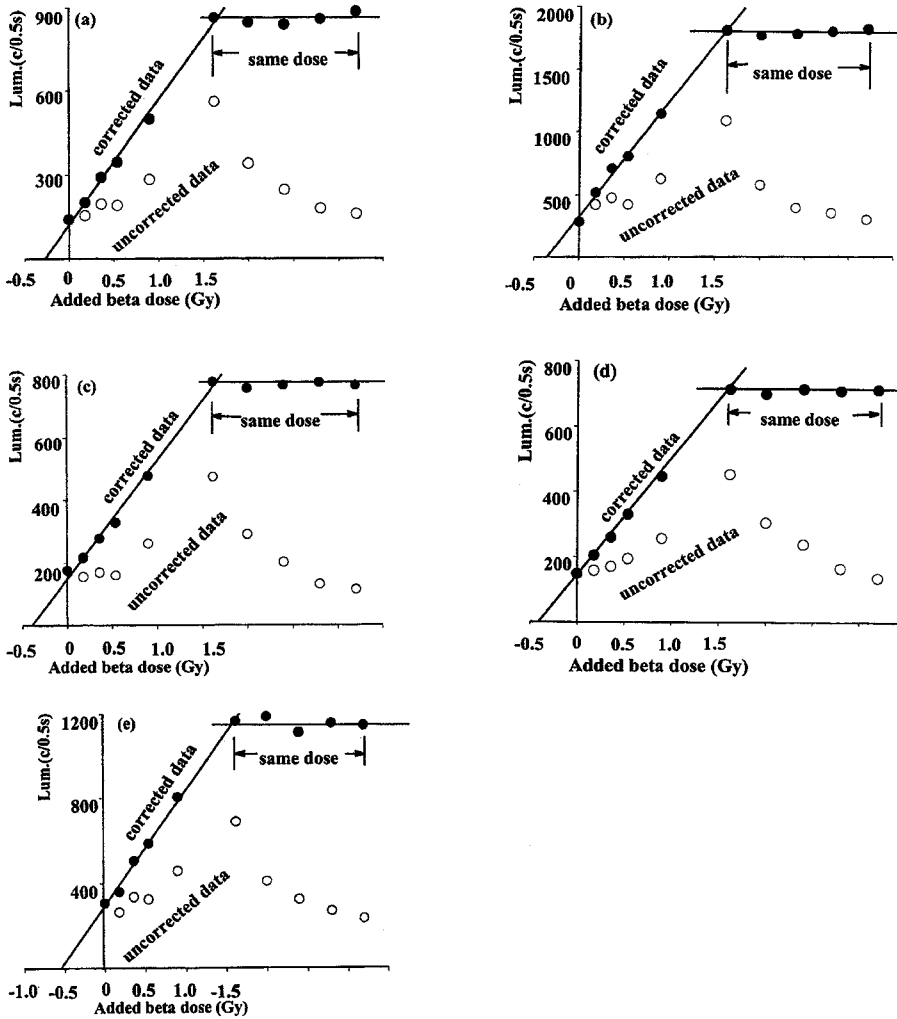 (a)
Lum.(c/0.5s)
900
600
300
corrected data
uncorrected data
same dose
-0.5 0 0.5 1.0 1.5
Added beta dose (Gy)
(b)
Lum.(c/0.5s)
2000
1500
1000
500
corrected data
uncorrected data
same dose
-0.5 0 0.5 1.0 1.5
Added beta dose (Gy)
(c)
Lum.(c/0.5s)
800
600
400
200
corrected data
uncorrected data
same dose
-0.5 0 0.5 1.0 1.5
Added beta dose (Gy)
(d)
Lum.(c/0.5s)
800
600
400
200
corrected data
uncorrected data
same dose
-0.5 0 0.5 1.0 1.5
Added beta dose (Gy)
(e)
Lum.(c/0.5s)
1200
800
400
corrected data
uncorrected data
same dose
-1.0 -0.5 0 0.5 1.0 -1.5
Added beta dose (Gy)